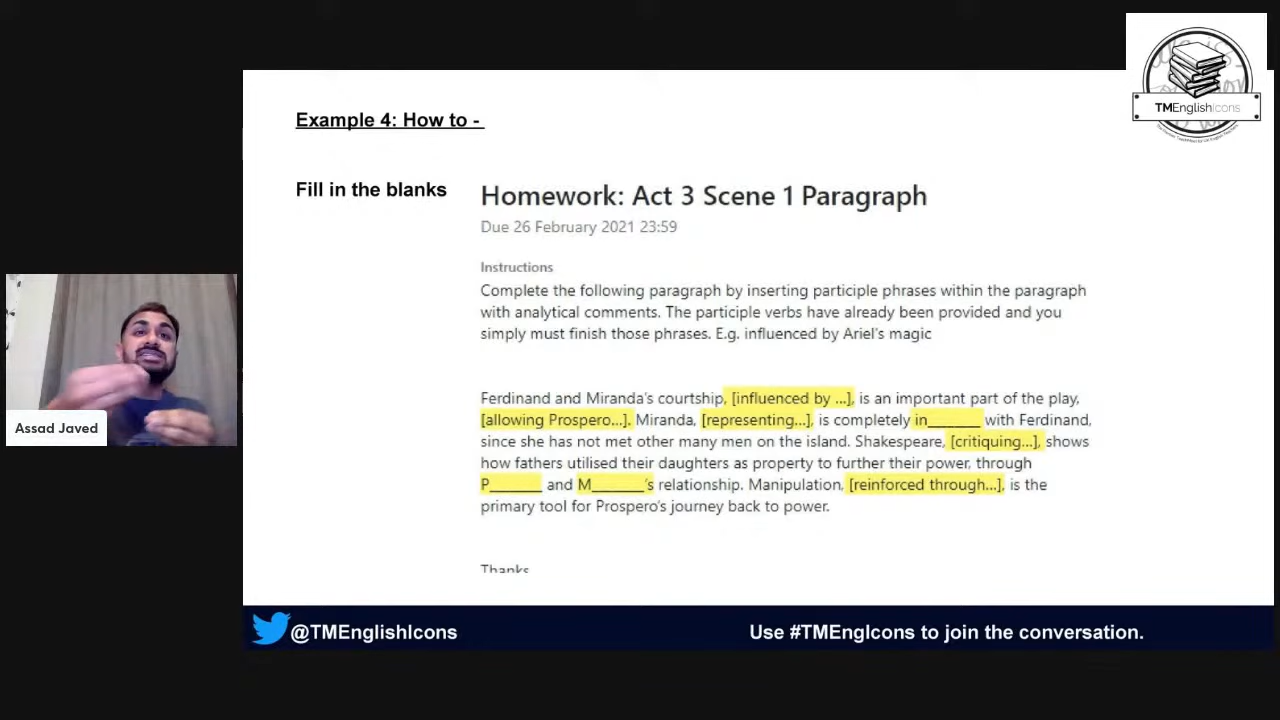 TMEnglishIcons
Example 4: How to -
Fill in the blanks
Homework: Act 3 Scene 1 Paragraph
Due 26 February 2021 23:59
Instructions
Complete the following paragraph by inserting participle phrases within the paragraph
with analytical comments. The participle verbs have already been provided and you
simply must finish those phrases. E.g. influenced by Ariel's magic
Ferdinand and Miranda's courtship, [influenced by ...], is an important part of the play,
[allowing Prospero...]. Miranda, [representing...], is completely in_______ with Ferdinand,
since she has not met other many men on the island. Shakespeare, [critiquing...], shows
how fathers utilised their daughters as property to further their power, through
P_______ and M_______'s relationship. Manipulation, [reinforced through...], is the
primary tool for Prospero's journey back to power.
Thanks
Assad Javed
@TMEnglishIcons
Use #TMEngIcons to join the conversation.